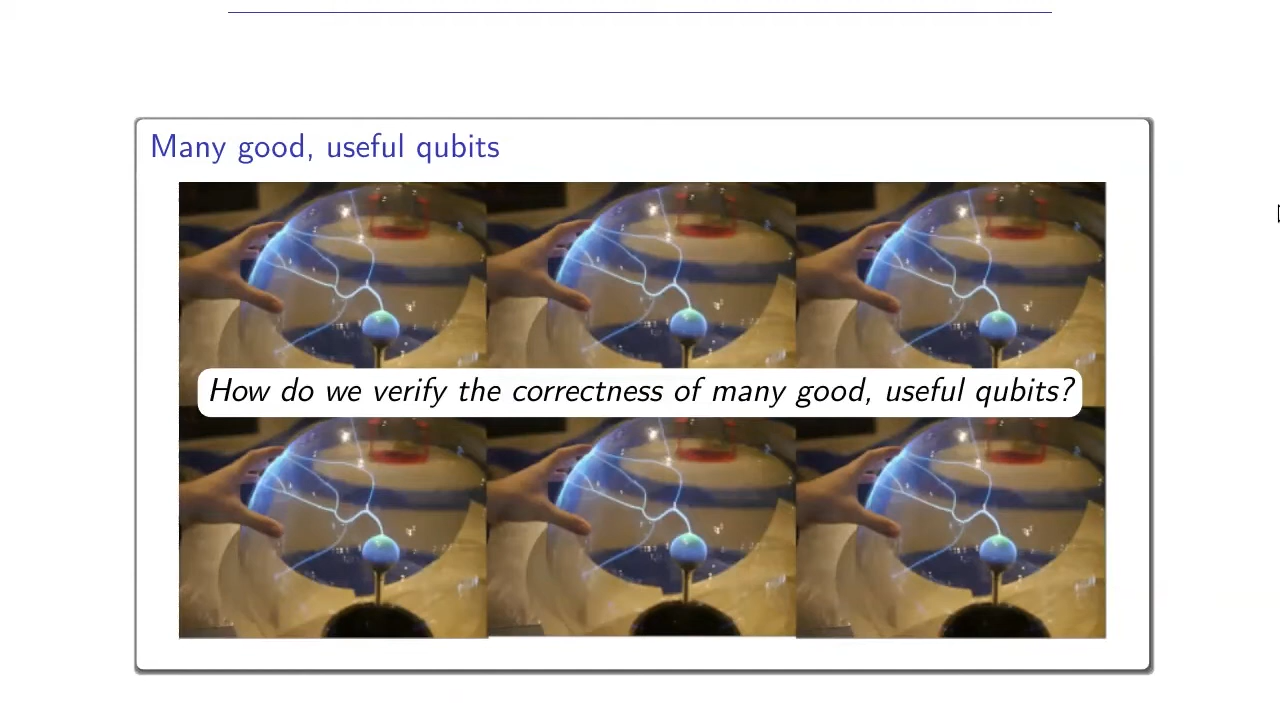 Many good, useful qubits
How do we verify the correctness of many good, useful qubits?